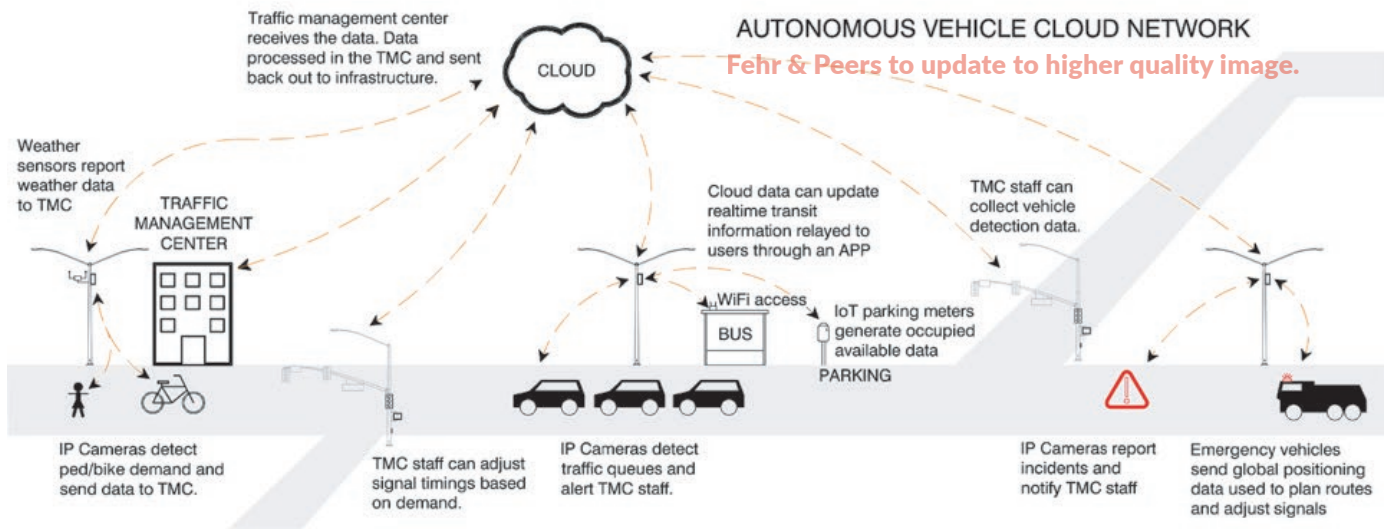 Traffic management center
receives the data. Data
processed in the TMC and sent
back out to infrastructure.
CLOUD
AUTONOMOUS VEHICLE CLOUD NETWORK
Fehr & Peers to update to higher quality image.
Weather
sensors report
weather data
to TMC
TRAFFIC
MANAGEMENT
CENTER
Cloud data can update
realtime transit
information relayed to
users through an APP
TMC staff can
collect vehicle
detection data.
WiFi access
BUS
IoT parking meters
generate occupied
available data
PARKING
IP Cameras detect
ped/bike demand and
send data to TMC.
TMC staff can adjust
signal timings based
on demand.
IP Cameras detect
traffic queues and
alert TMC staff.
IP Cameras report
incidents and
notify TMC staff
Emergency vehicles
send global positioning
data used to plan routes
and adjust signals